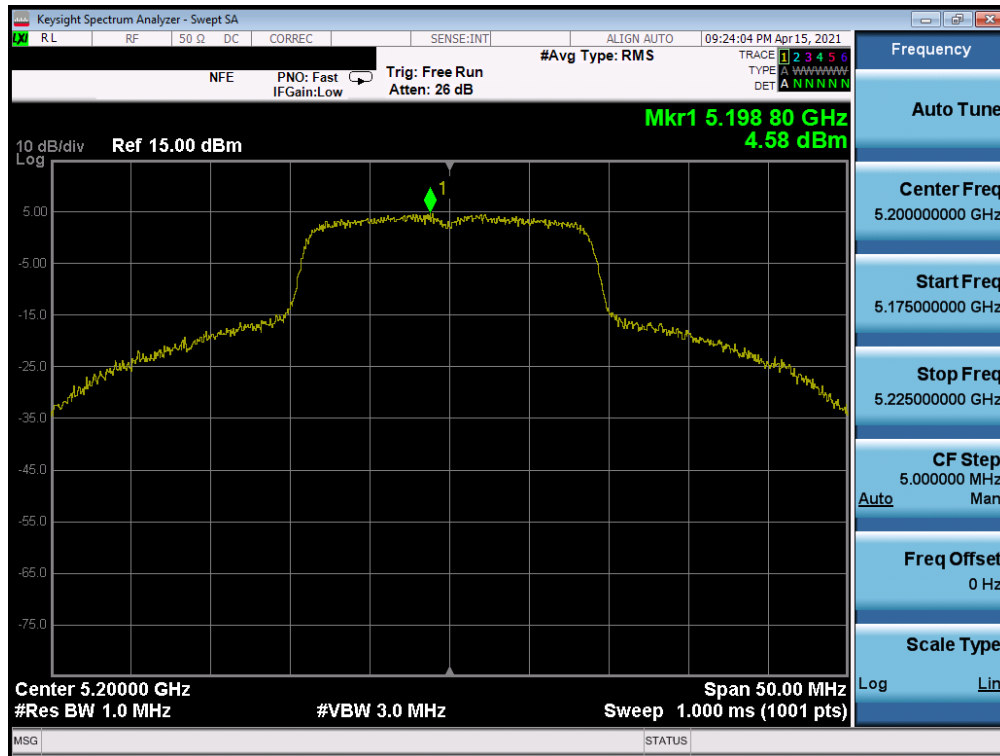 Keysight Spectrum Analyzer - Swept SA
LXI RL RF 50 Ω DC CORREC SENSE:INT ALIGN AUTO 09:24:04 PM Apr 15, 2021
#Avg Type: RMS
TRACE 1 2 3 4 5 6
TYPE A WWWWW
DET A N N N N N
NFE
PNO: Fast
IFGain:Low
Trig: Free Run
Atten: 26 dB
Mkr1 5.198 80 GHz
4.58 dBm
10 dB/div
Log
Ref 15.00 dBm
1
5.00
-5.00
-15.0
-25.0
-35.0
-45.0
-55.0
-65.0
-75.0
Center 5.20000 GHz
Span 50.00 MHz
#Res BW 1.0 MHz
#VBW 3.0 MHz
Sweep 1.000 ms (1001 pts)
MSG
STATUS
Frequency
Auto Tune
Center Freq
5.200000000 GHz
Start Freq
5.175000000 GHz
Stop Freq
5.225000000 GHz
CF Step
5.000000 MHz
Auto Man
Freq Offset
0 Hz
Scale Type
Log Lin